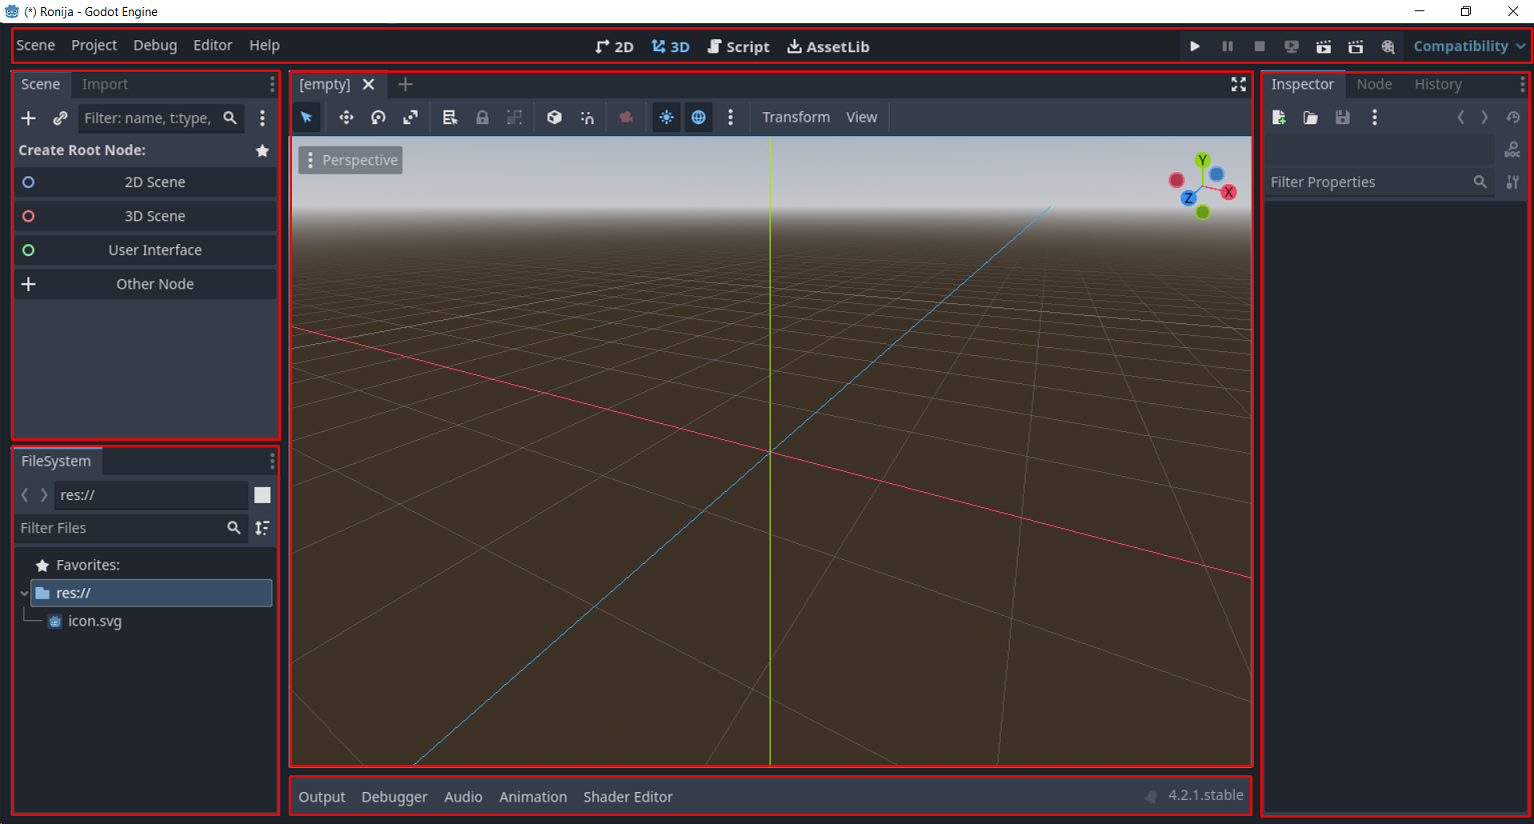 (*) Ronija - Godot Engine
Scene Project Debug Editor Help
2D 3D Script AssetLib
Compatibility
Scene Import
Filter: name, t:type,
Create Root Node:
2D Scene
3D Scene
User Interface
Other Node
FileSystem
res://
Filter Files
Favorites:
res://
icon.svg
[empty]
Transform View
Perspective
Y
X
Z
Output Debugger Audio Animation Shader Editor
4.2.1.stable
Inspector Node History
DOC
Filter Properties